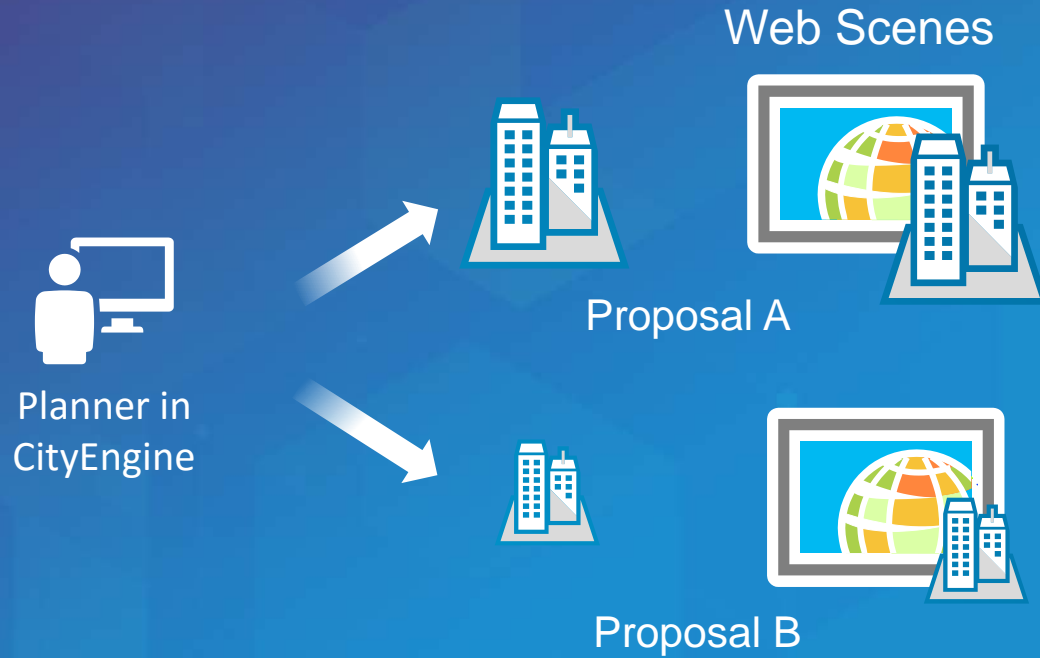 Web Scenes
Proposal A
Planner in
CityEngine
Proposal B